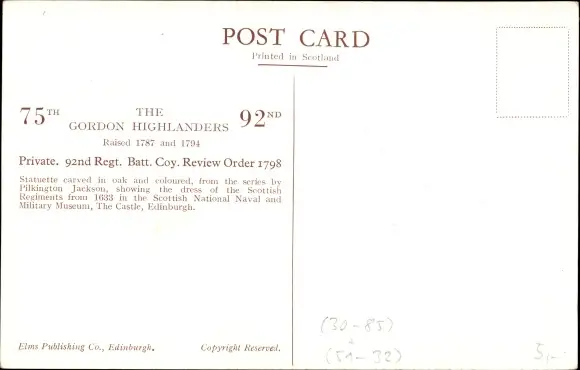 POST CARD
Printed in Scotland
75TH THE 92ND
GORDON HIGHLANDERS
Raised 1787 and 1794
Private. 92nd Regt. Batt. Coy. Review Order 1798
Statuette carved in oak and coloured, from the series by
Pilkington Jackson, showing the dress of the Scottish
Regiments from 1633 in the Scottish National Naval and
Military Museum, The Castle, Edinburgh.
Elms Publishing Co., Edinburgh. Copyright Reserved.
(30-85)
(51-32)
5,-